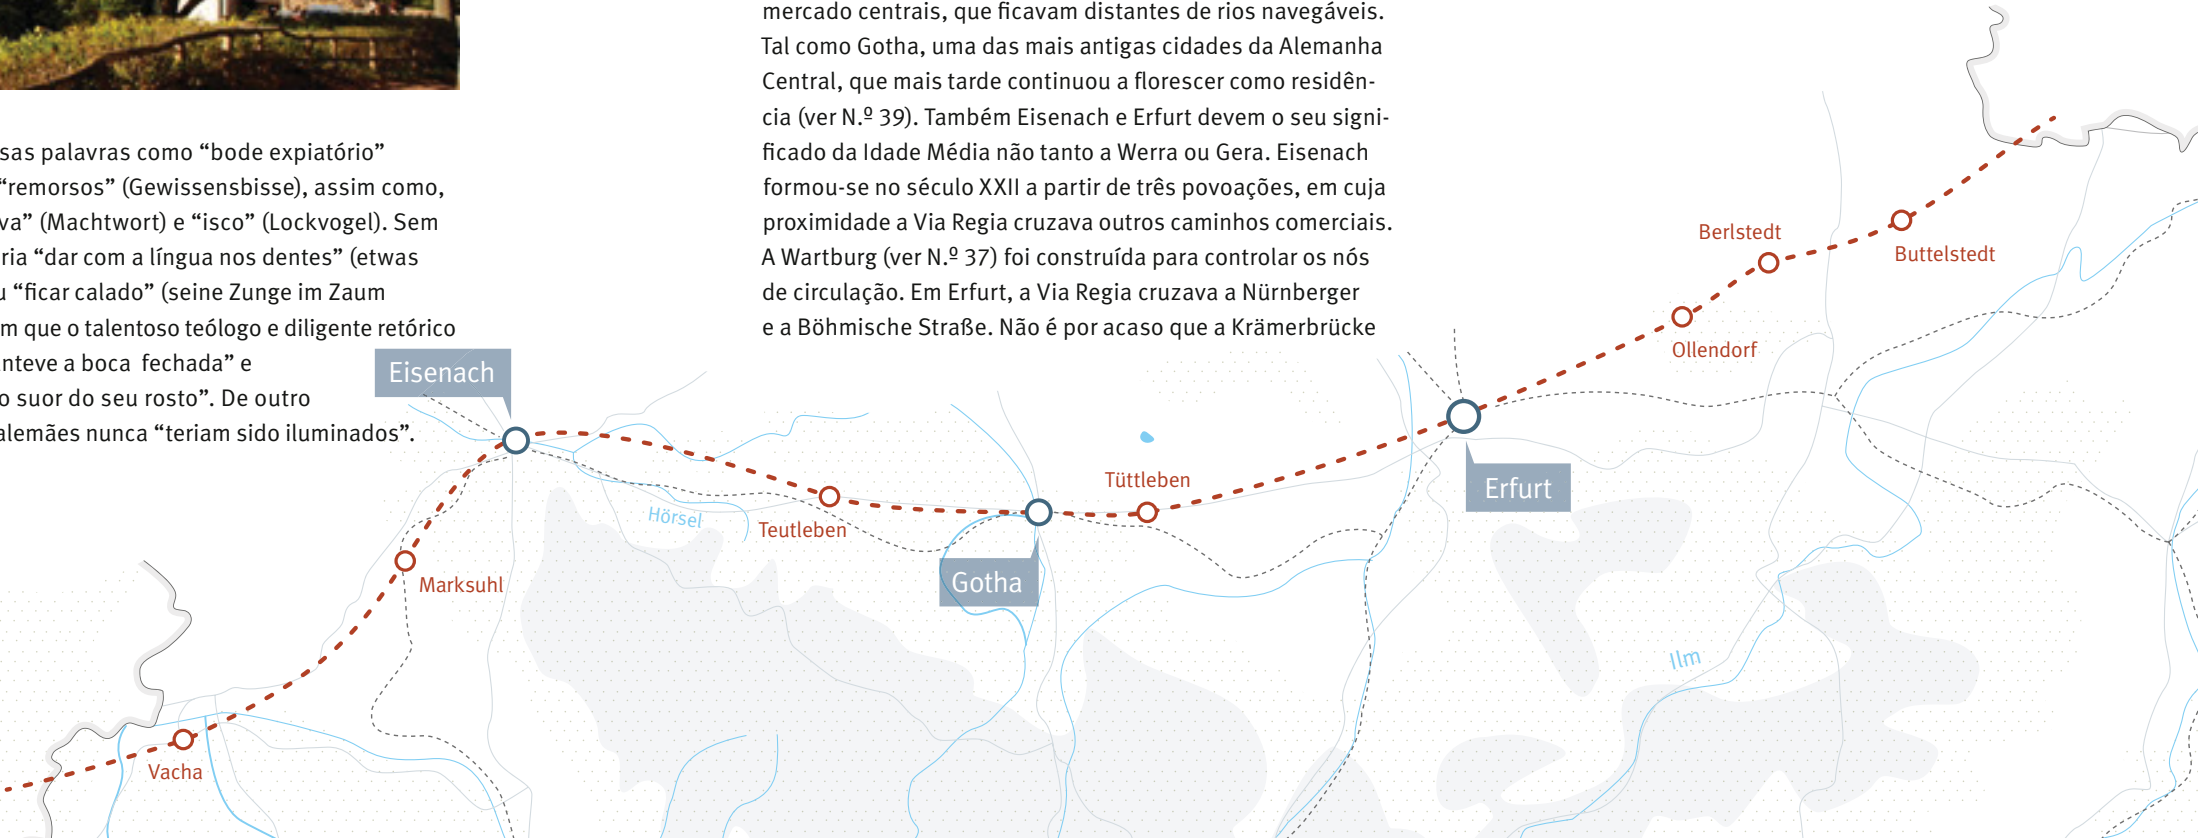 sas palavras como “bode expiatório”
“remorsos” (Gewissensbisse), assim como,
va” (Machtwort) e “isco” (Lockvogel). Sem
ria “dar com a língua nos dentes” (etwas
u “ficar calado” (seine Zunge im Zaum
m que o talentoso teólogo e diligente retórico
nteve a boca  fechada” e
o suor do seu rosto”. De outro
alemães nunca “teriam sido iluminados”.
mercado centrais, que ficavam distantes de rios navegáveis.
Tal como Gotha, uma das mais antigas cidades da Alemanha
Central, que mais tarde continuou a florescer como residên-
cia (ver N.º 39). Também Eisenach e Erfurt devem o seu signi-
ficado da Idade Média não tanto a Werra ou Gera. Eisenach
formou-se no século XXII a partir de três povoações, em cuja
proximidade a Via Regia cruzava outros caminhos comerciais.
A Wartburg (ver N.º 37) foi construída para controlar os nós
de circulação. Em Erfurt, a Via Regia cruzava a Nürnberger
e a Böhmische Straße. Não é por acaso que a Krämerbrücke
Eisenach
Berlstedt
Buttelstedt
Ollendorf
Tüttleben
Erfurt
Hörsel
Teutleben
Gotha
Marksuhl
Ilm
Vacha